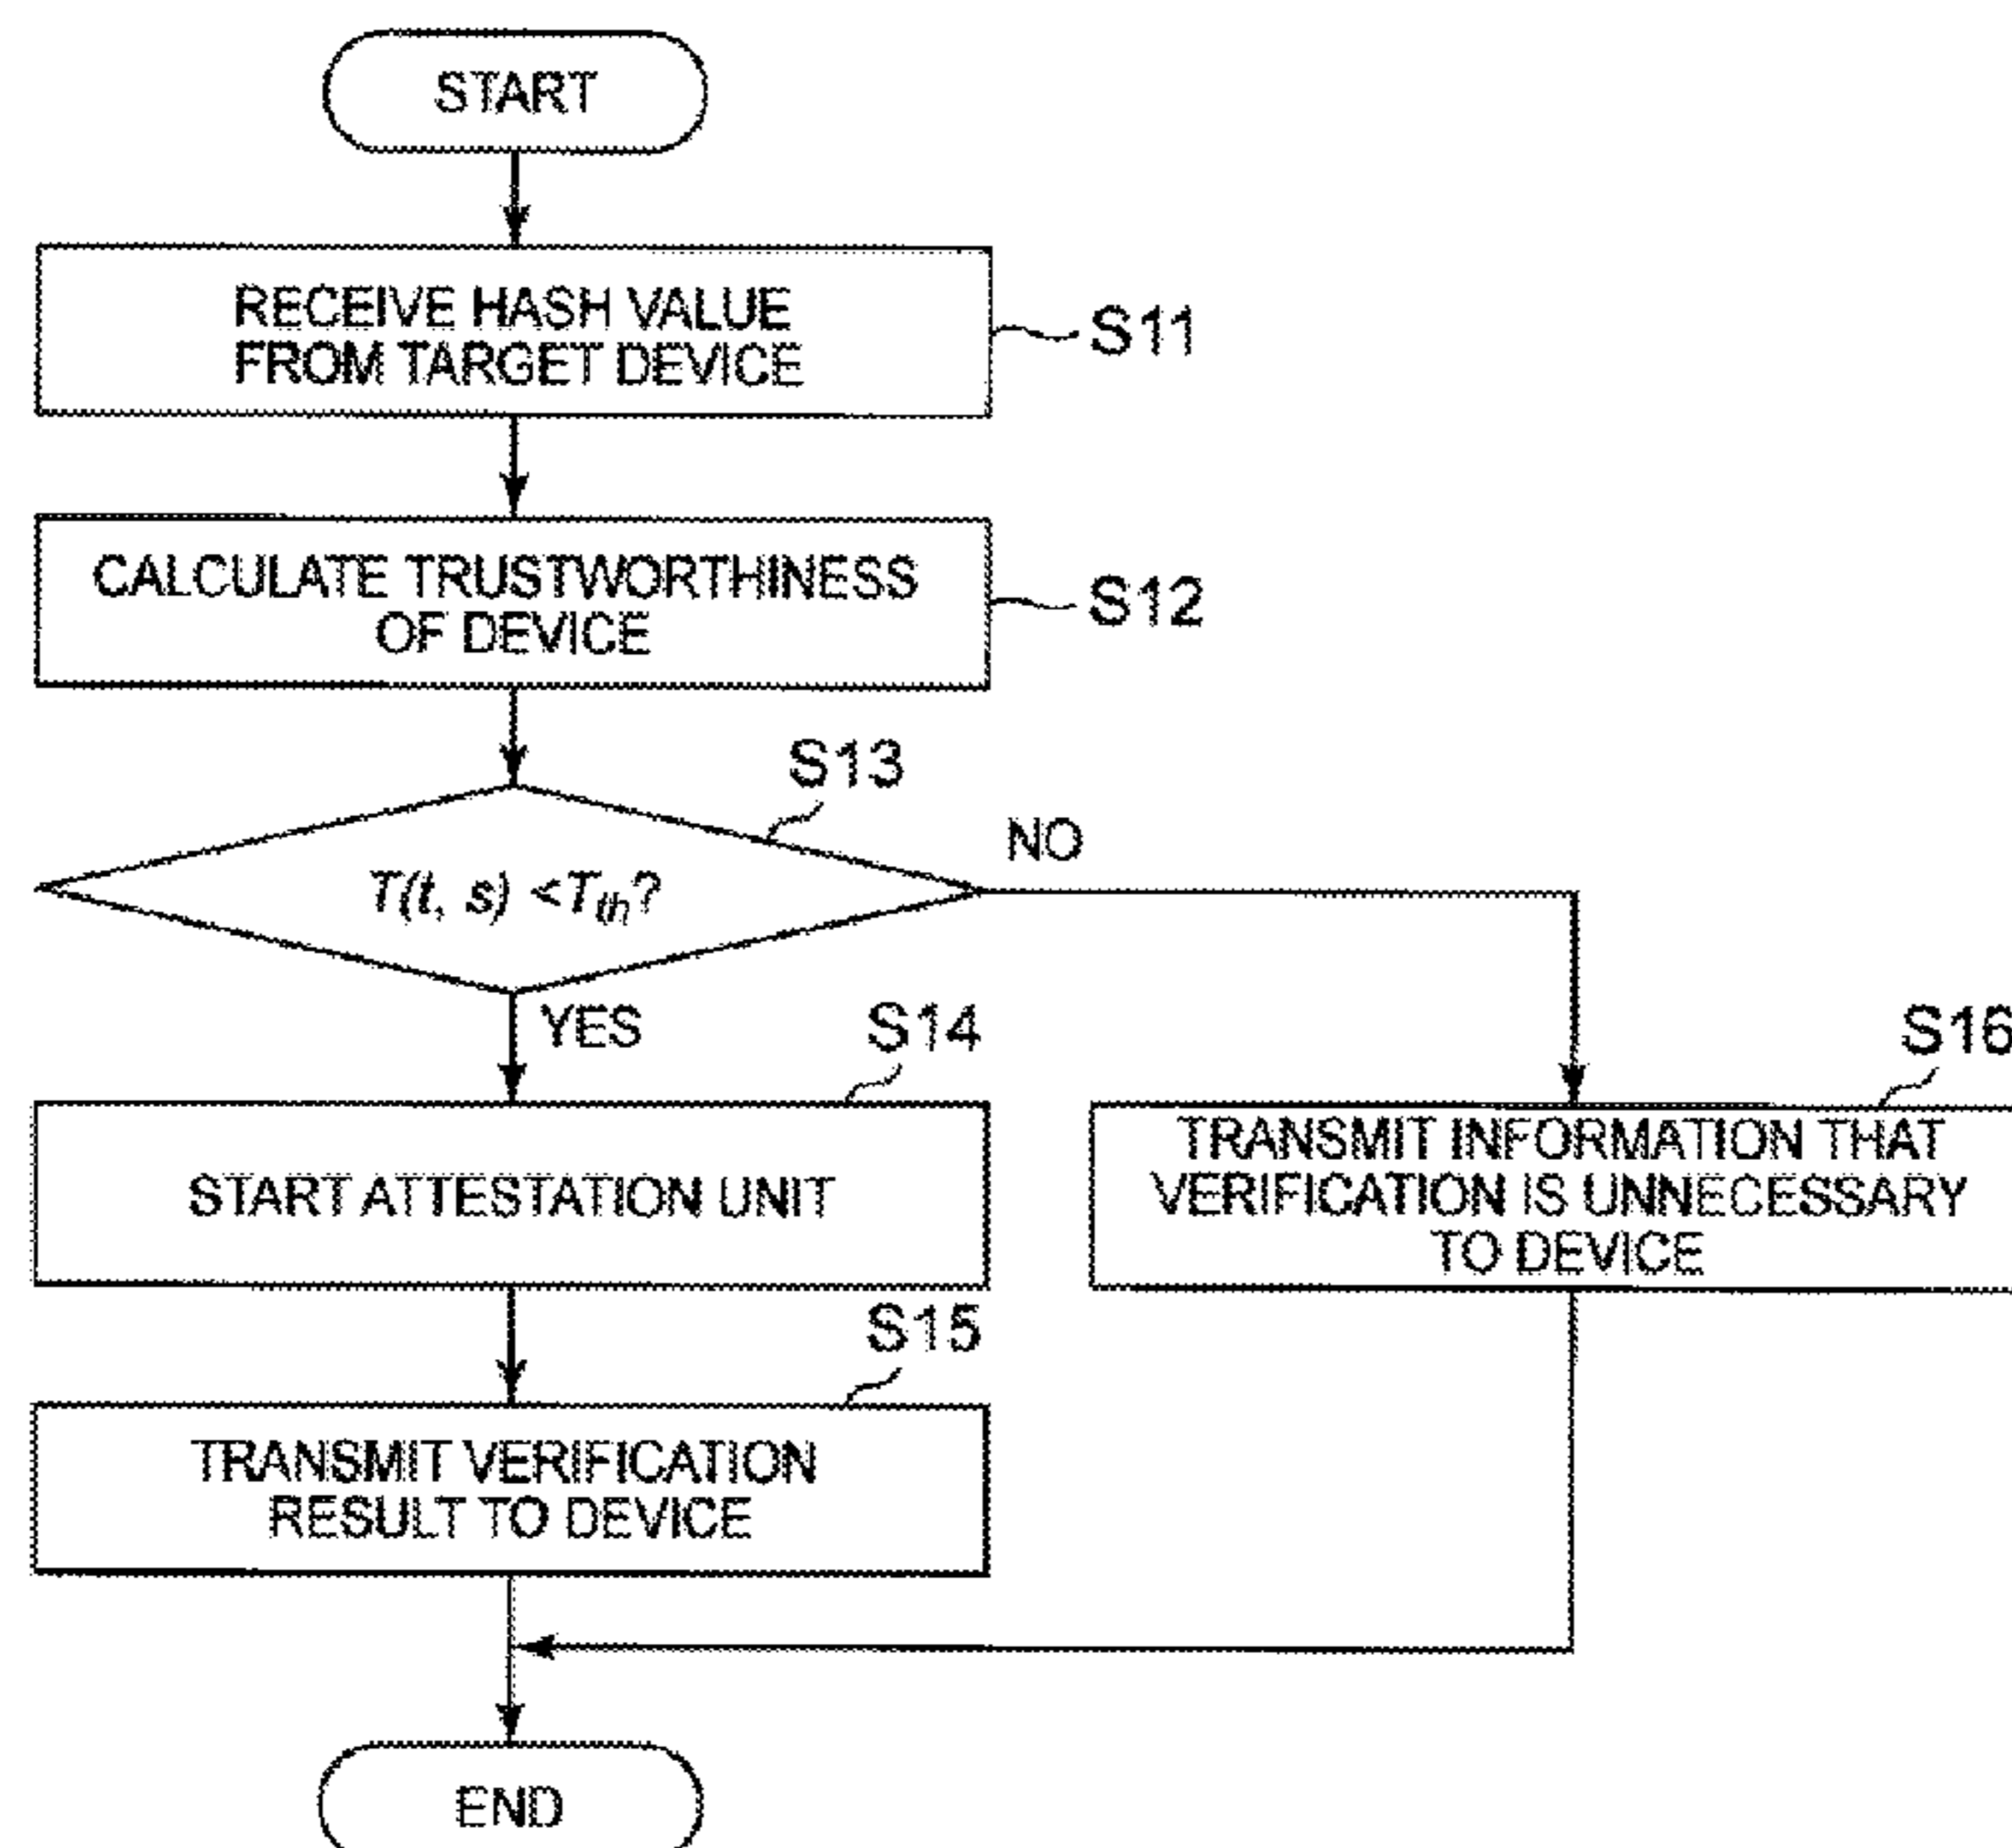 START
RECEIVE HASH VALUE
FROM TARGET DEVICE
S11
CALCULATE TRUSTWORTHINESS
OF DEVICE
S12
S13
T(t, s) <Tth?
NO
YES
S14
START ATTESTATION UNIT
S16
TRANSMIT INFORMATION THAT
VERIFICATION IS UNNECESSARY
TO DEVICE
S15
TRANSMIT VERIFICATION
RESULT TO DEVICE
END